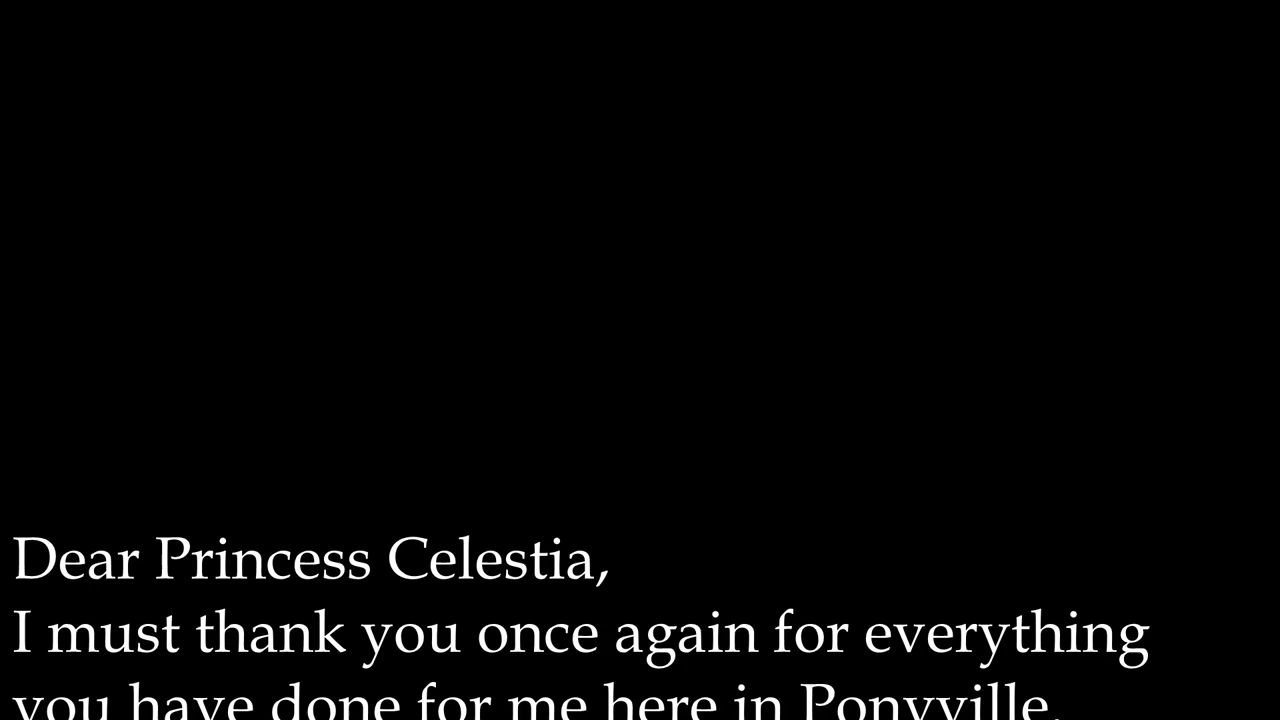 Dear Princess Celestia,
I must thank you once again for everything
you have done for me here in Ponyville.